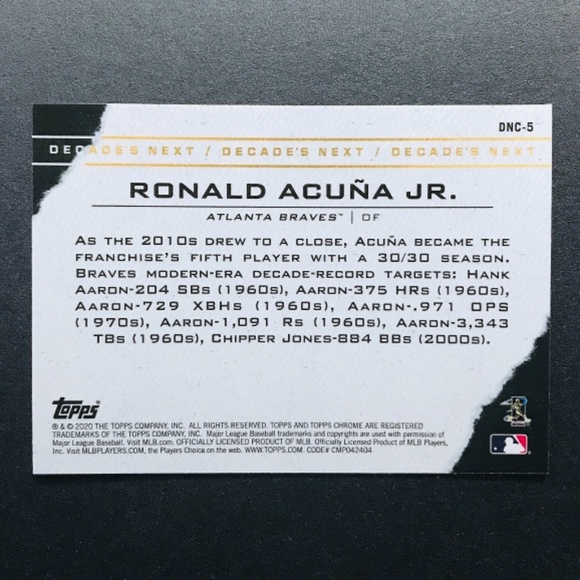 DNC-5
DECADE'S NEXT / DECADE'S NEXT / DECADE'S NEXT
RONALD ACUÑA JR.
ATLANTA BRAVES™ | OF
AS THE 2010S DREW TO A CLOSE, ACUÑA BECAME THE
FRANCHISE'S FIFTH PLAYER WITH A 30/30 SEASON.
BRAVES MODERN-ERA DECADE-RECORD TARGETS: HANK
AARON-204 SBS (1960S), AARON-375 HRS (1960S),
AARON-729 XBHS (1960S), AARON-.971 OPS
(1970S), AARON-1,091 RS (1960S), AARON-3,343
TBS (1960S), CHIPPER JONES-884 BBS (2000S).
Topps
® & © 2020 THE TOPPS COMPANY, INC. ALL RIGHTS RESERVED. TOPPS AND TOPPS CHROME ARE REGISTERED
TRADEMARKS OF THE TOPPS COMPANY, INC. Major League Baseball trademarks and copyrights are used with permission of
Major League Baseball. Visit MLB.com. OFFICIALLY LICENSED PRODUCT OF MLB. Officially Licensed Product of MLB Players,
Inc. Visit MLBPLAYERS.COM, the Players Choice on the web. WWW.TOPPS.COM. CODE# CMP042404